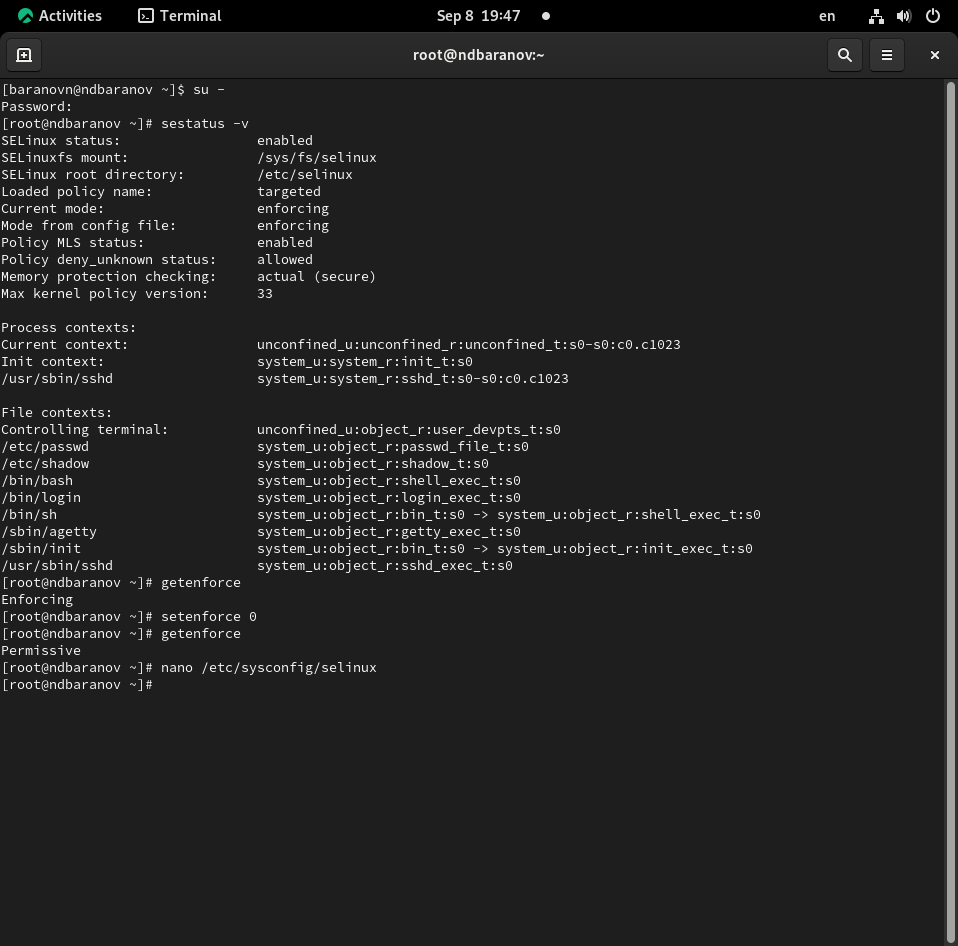 Activities Terminal Sep 8 19:47 en
root@ndbaranov:~
[baranovn@ndbaranov ~]$ su -
Password:
[root@ndbaranov ~]# sestatus -v
SELinux status: enabled
SELinuxfs mount: /sys/fs/selinux
SELinux root directory: /etc/selinux
Loaded policy name: targeted
Current mode: enforcing
Mode from config file: enforcing
Policy MLS status: enabled
Policy deny_unknown status: allowed
Memory protection checking: actual (secure)
Max kernel policy version: 33
Process contexts:
Current context: unconfined_u:unconfined_r:unconfined_t:s0-s0:c0.c1023
Init context: system_u:system_r:init_t:s0
/usr/sbin/sshd system_u:system_r:sshd_t:s0-s0:c0.c1023
File contexts:
Controlling terminal: unconfined_u:object_r:user_devpts_t:s0
/etc/passwd system_u:object_r:passwd_file_t:s0
/etc/shadow system_u:object_r:shadow_t:s0
/bin/bash system_u:object_r:shell_exec_t:s0
/bin/login system_u:object_r:login_exec_t:s0
/bin/sh system_u:object_r:bin_t:s0 -> system_u:object_r:shell_exec_t:s0
/sbin/agetty system_u:object_r:getty_exec_t:s0
/sbin/init system_u:object_r:bin_t:s0 -> system_u:object_r:init_exec_t:s0
/usr/sbin/sshd system_u:object_r:sshd_exec_t:s0
[root@ndbaranov ~]# getenforce
Enforcing
[root@ndbaranov ~]# setenforce 0
[root@ndbaranov ~]# getenforce
Permissive
[root@ndbaranov ~]# nano /etc/sysconfig/selinux
[root@ndbaranov ~]#